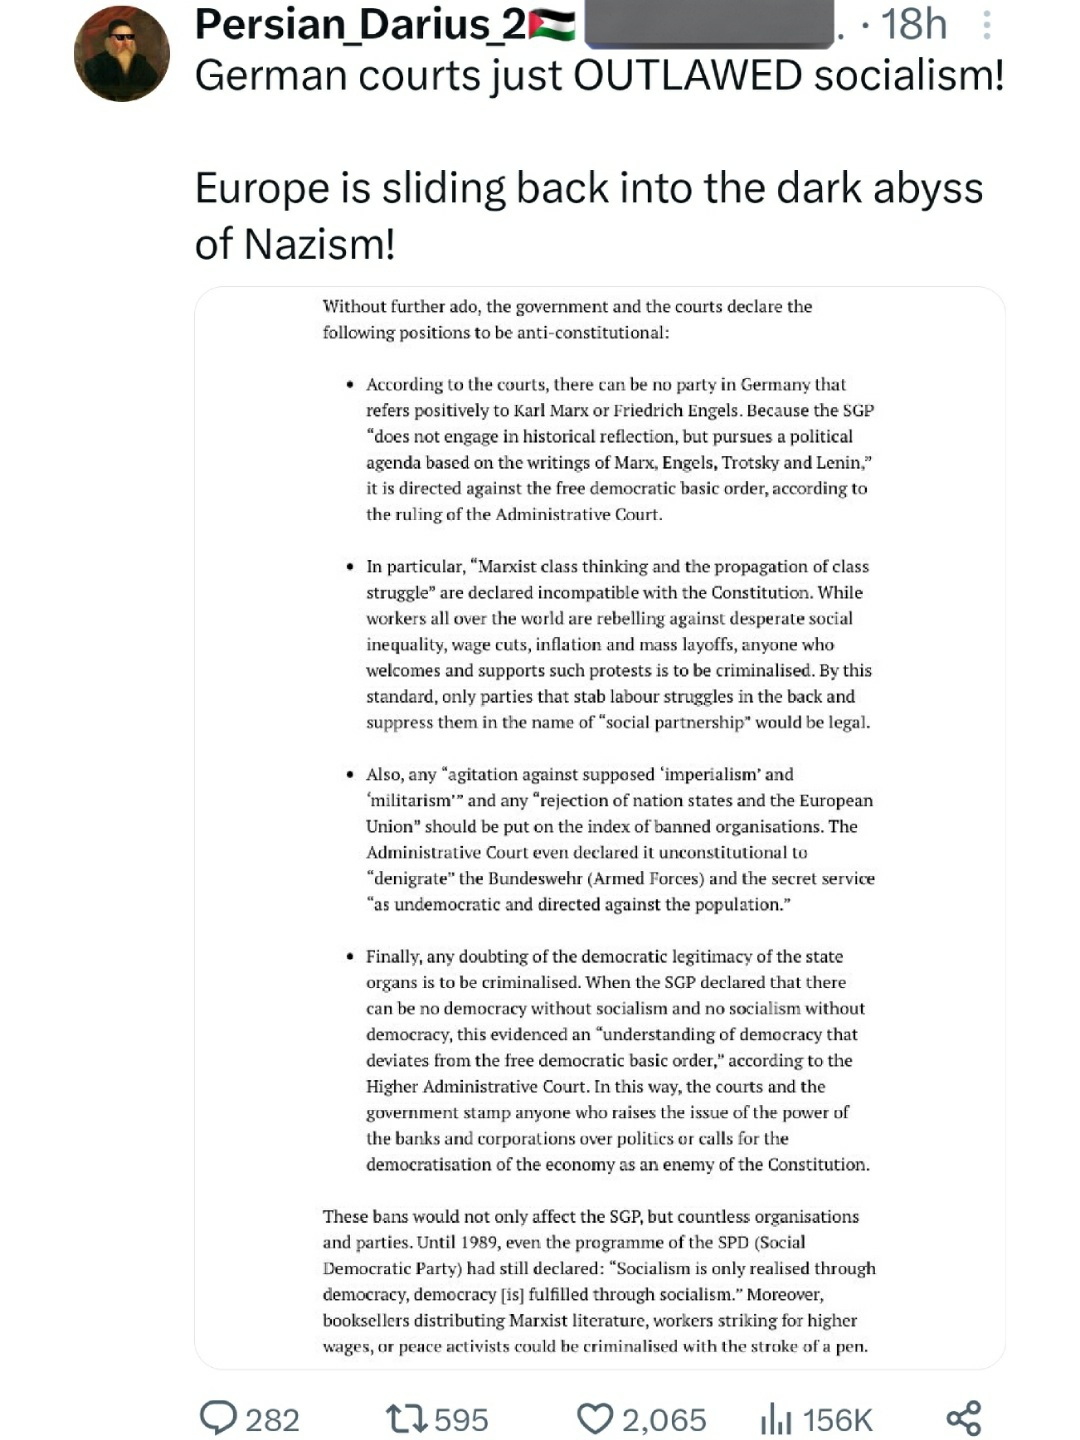 Persian_Darius_2🇵🇸 . · 18h
German courts just OUTLAWED socialism!
Europe is sliding back into the dark abyss
of Nazism!
Without further ado, the government and the courts declare the
following positions to be anti-constitutional:
• According to the courts, there can be no party in Germany that
refers positively to Karl Marx or Friedrich Engels. Because the SGP
“does not engage in historical reflection, but pursues a political
agenda based on the writings of Marx, Engels, Trotsky and Lenin,”
it is directed against the free democratic basic order, according to
the ruling of the Administrative Court.
• In particular, “Marxist class thinking and the propagation of class
struggle” are declared incompatible with the Constitution. While
workers all over the world are rebelling against desperate social
inequality, wage cuts, inflation and mass layoffs, anyone who
welcomes and supports such protests is to be criminalised. By this
standard, only parties that stab labour struggles in the back and
suppress them in the name of “social partnership” would be legal.
• Also, any “agitation against supposed ‘imperialism’ and
‘militarism’” and any “rejection of nation states and the European
Union” should be put on the index of banned organisations. The
Administrative Court even declared it unconstitutional to
“denigrate” the Bundeswehr (Armed Forces) and the secret service
“as undemocratic and directed against the population.”
• Finally, any doubting of the democratic legitimacy of the state
organs is to be criminalised. When the SGP declared that there
can be no democracy without socialism and no socialism without
democracy, this evidenced an “understanding of democracy that
deviates from the free democratic basic order,” according to the
Higher Administrative Court. In this way, the courts and the
government stamp anyone who raises the issue of the power of
the banks and corporations over politics or calls for the
democratisation of the economy as an enemy of the Constitution.
These bans would not only affect the SGP, but countless organisations
and parties. Until 1989, even the programme of the SPD (Social
Democratic Party) had still declared: “Socialism is only realised through
democracy, democracy [is] fulfilled through socialism.” Moreover,
booksellers distributing Marxist literature, workers striking for higher
wages, or peace activists could be criminalised with the stroke of a pen.
282 595 2,065 156K